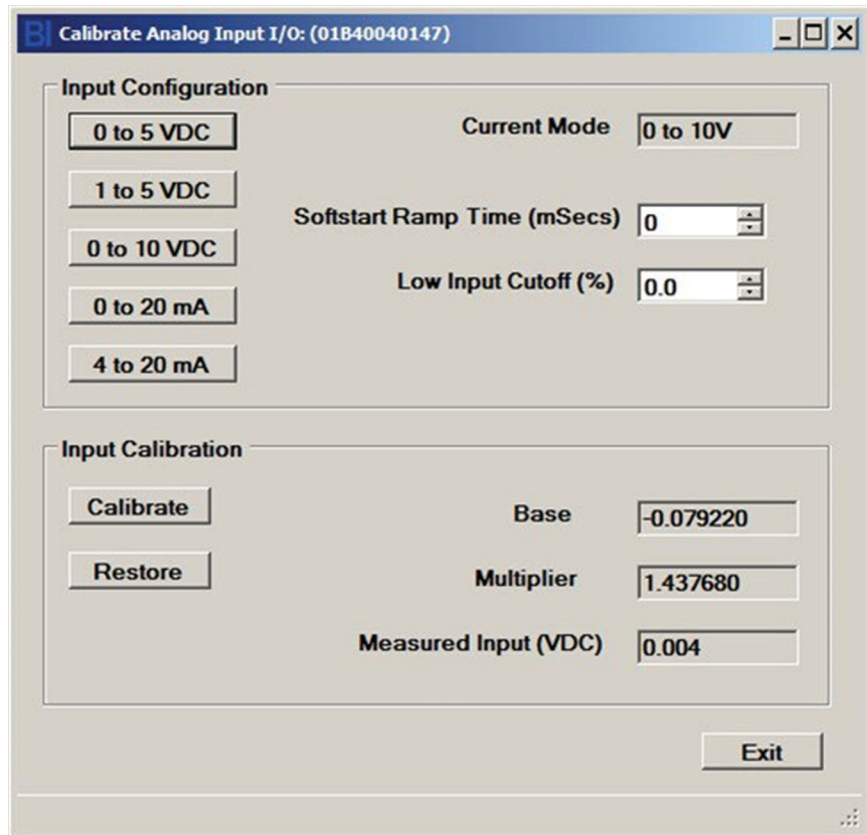 BI Calibrate Analog Input I/O: (01B40040147)
Input Configuration
0 to 5 VDC
Current Mode 0 to 10V
1 to 5 VDC
Softstart Ramp Time (mSecs) 0
0 to 10 VDC
Low Input Cutoff (%) 0.0
0 to 20 mA
4 to 20 mA
Input Calibration
Calibrate
Base -0.079220
Restore
Multiplier 1.437680
Measured Input (VDC) 0.004
Exit